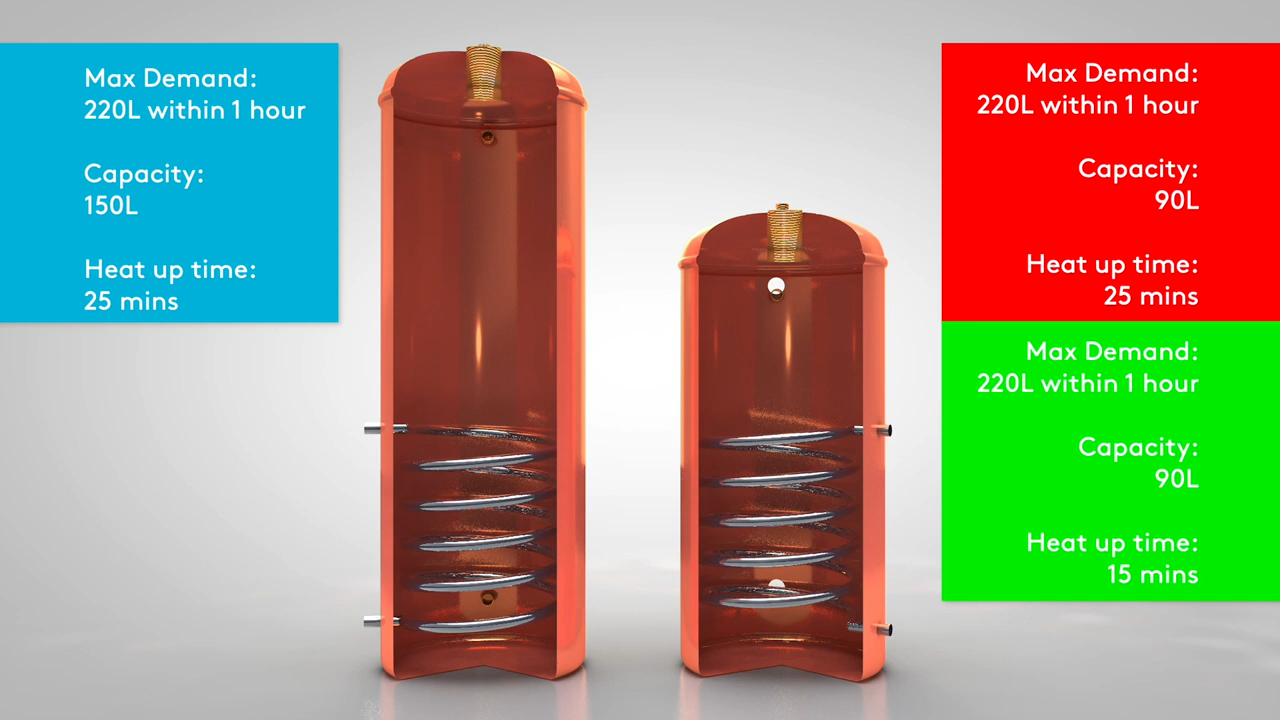 Max Demand:
220L within 1 hour
Capacity:
150L
Heat up time:
25 mins
Max Demand:
220L within 1 hour
Capacity:
90L
Heat up time:
25 mins
Max Demand:
220L within 1 hour
Capacity:
90L
Heat up time:
15 mins